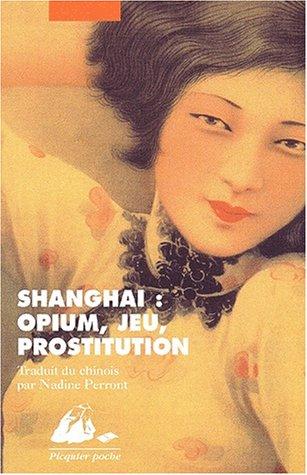 SHANGHAI :
OPIUM, JEU,
PROSTITUTION
Traduit du chinois
par Nadine Perront
Picquier poche